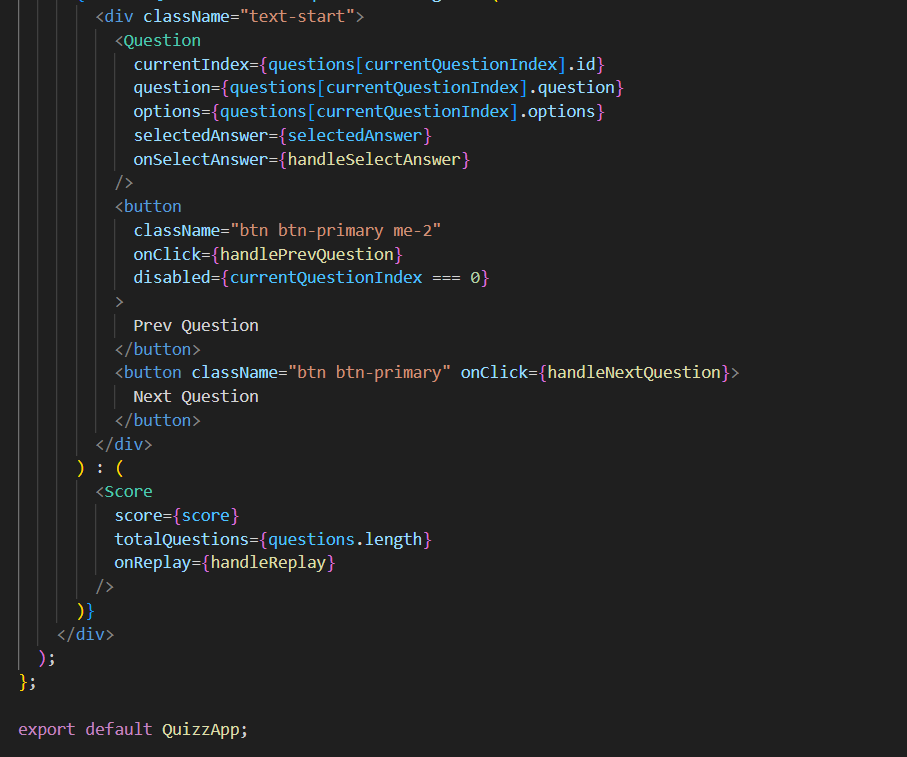 <div className="text-start">
<Question
currentIndex={questions[currentQuestionIndex].id}
question={questions[currentQuestionIndex].question}
options={questions[currentQuestionIndex].options}
selectedAnswer={selectedAnswer}
onSelectAnswer={handleSelectAnswer}
/>
<button
className="btn btn-primary me-2"
onClick={handlePrevQuestion}
disabled={currentQuestionIndex === 0}
>
Prev Question
</button>
<button className="btn btn-primary" onClick={handleNextQuestion}>
Next Question
</button>
</div>
) : (
<Score
score={score}
totalQuestions={questions.length}
onReplay={handleReplay}
/>
)}
</div>
);
};
export default QuizzApp;